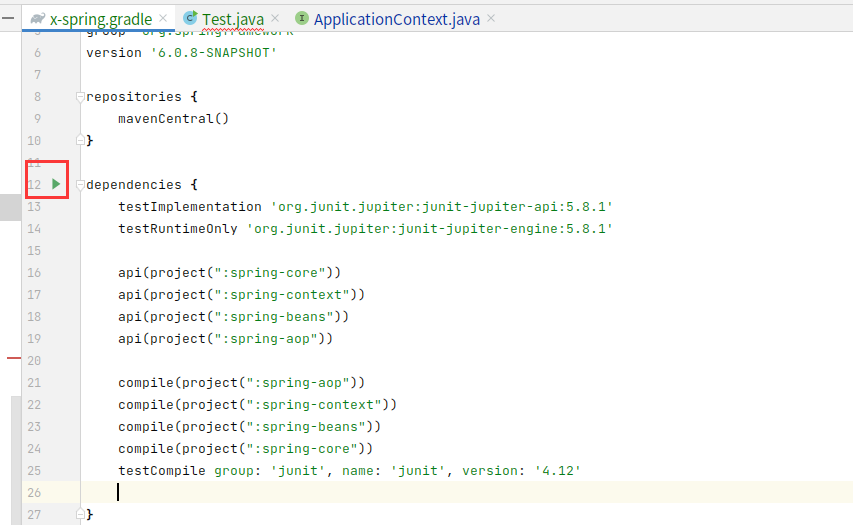 x-spring.gradle Test.java ApplicationContext.java
5 group 'org.springframework'
6 version '6.0.8-SNAPSHOT'
7
8 repositories {
9 mavenCentral()
10 }
11
12 dependencies {
13 testImplementation 'org.junit.jupiter:junit-jupiter-api:5.8.1'
14 testRuntimeOnly 'org.junit.jupiter:junit-jupiter-engine:5.8.1'
15
16 api(project(":spring-core"))
17 api(project(":spring-context"))
18 api(project(":spring-beans"))
19 api(project(":spring-aop"))
20
21 compile(project(":spring-aop"))
22 compile(project(":spring-context"))
23 compile(project(":spring-beans"))
24 compile(project(":spring-core"))
25 testCompile group: 'junit', name: 'junit', version: '4.12'
26
27 }